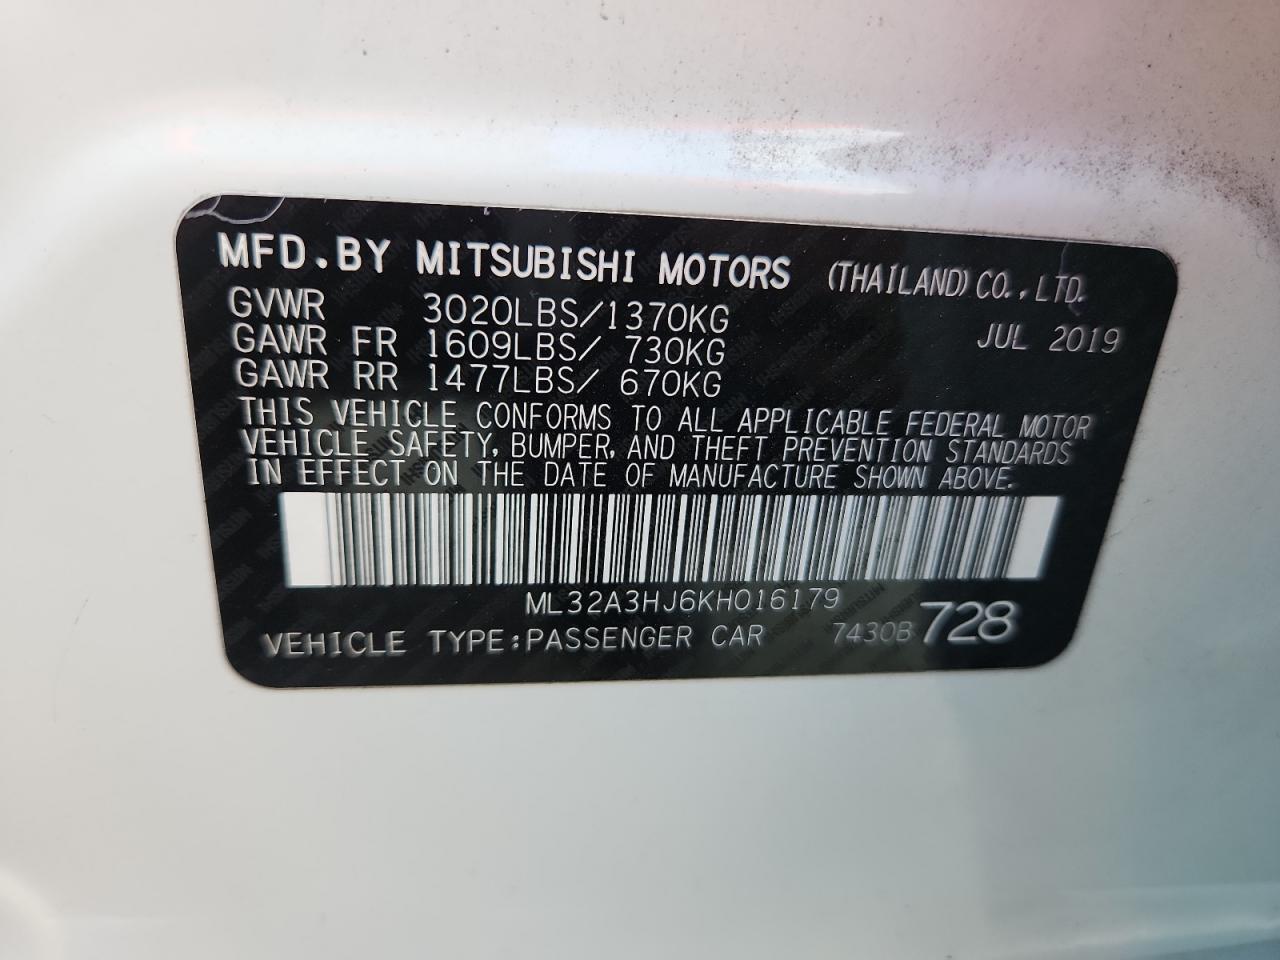 MFD.BY MITSUBISHI MOTORS (THAILAND)CO.,LTD.
GVWR 3020LBS/1370KG JUL 2019
GAWR FR 1609LBS/ 730KG
GAWR RR 1477LBS/ 670KG
THIS VEHICLE CONFORMS TO ALL APPLICABLE FEDERAL MOTOR
VEHICLE SAFETY, BUMPER, AND THEFT PREVENTION STANDARDS
IN EFFECT ON THE DATE OF MANUFACTURE SHOWN ABOVE.
ML32A3HJ6KH016179
VEHICLE TYPE:PASSENGER CAR 7430B 728